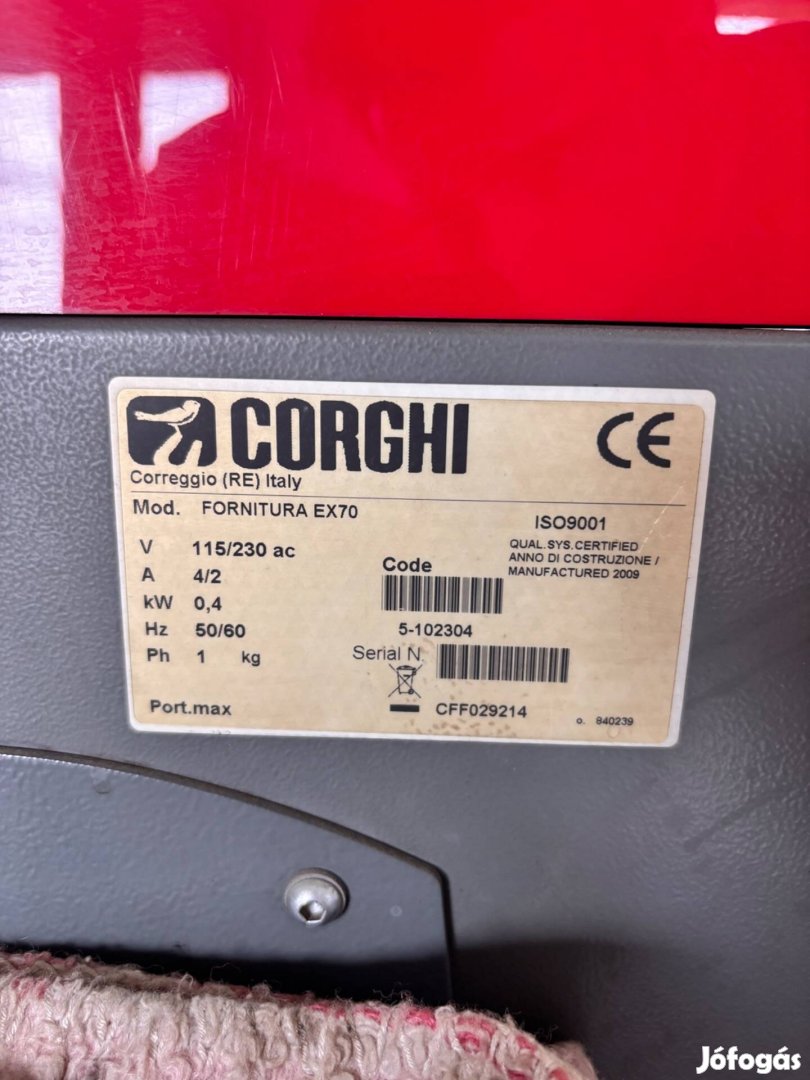 CORGHI CE
Correggio (RE) Italy
Mod. FORNITURA EX70
ISO9001
QUAL.SYS.CERTIFIED
ANNO DI COSTRUZIONE /
MANUFACTURED 2009
V 115/230 ac
A 4/2
kW 0,4
Hz 50/60
Ph 1 kg
Port.max
Code
5-102304
Serial N.
CFF029214
o. 840239
Jófogás